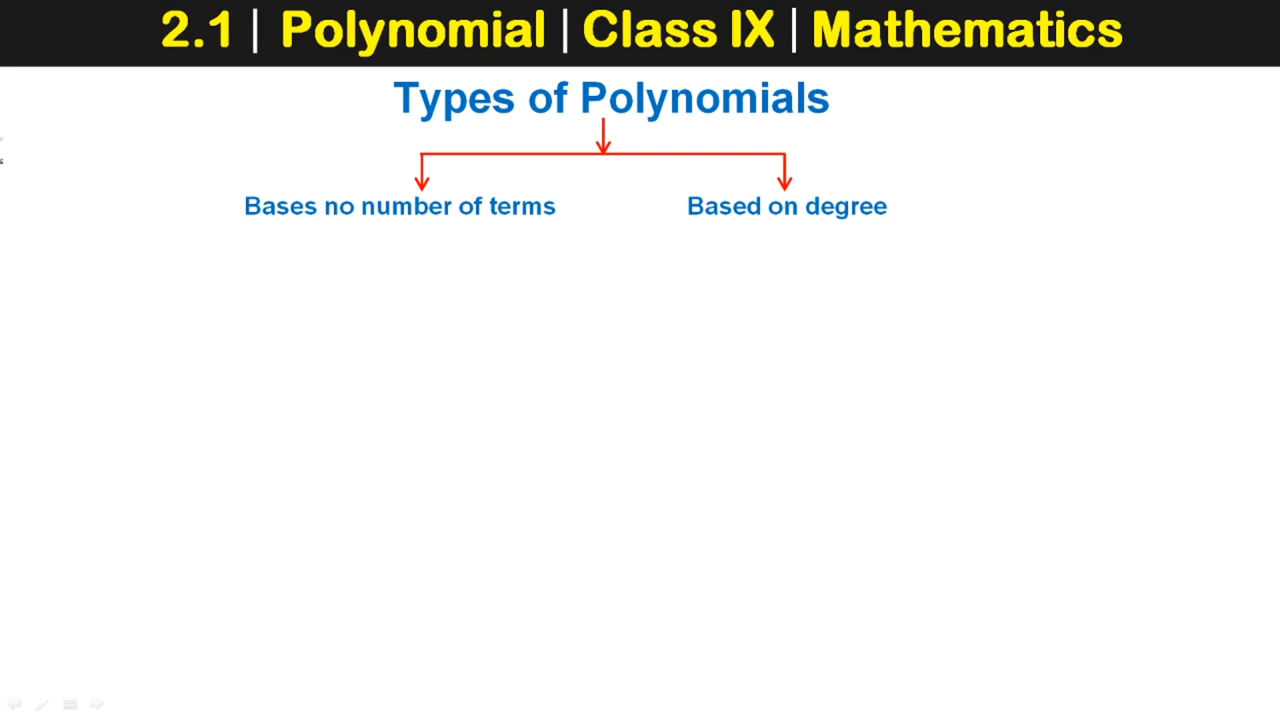 2.1 | Polynomial | Class IX | Mathematics
Types of Polynomials
Bases no number of terms
Based on degree